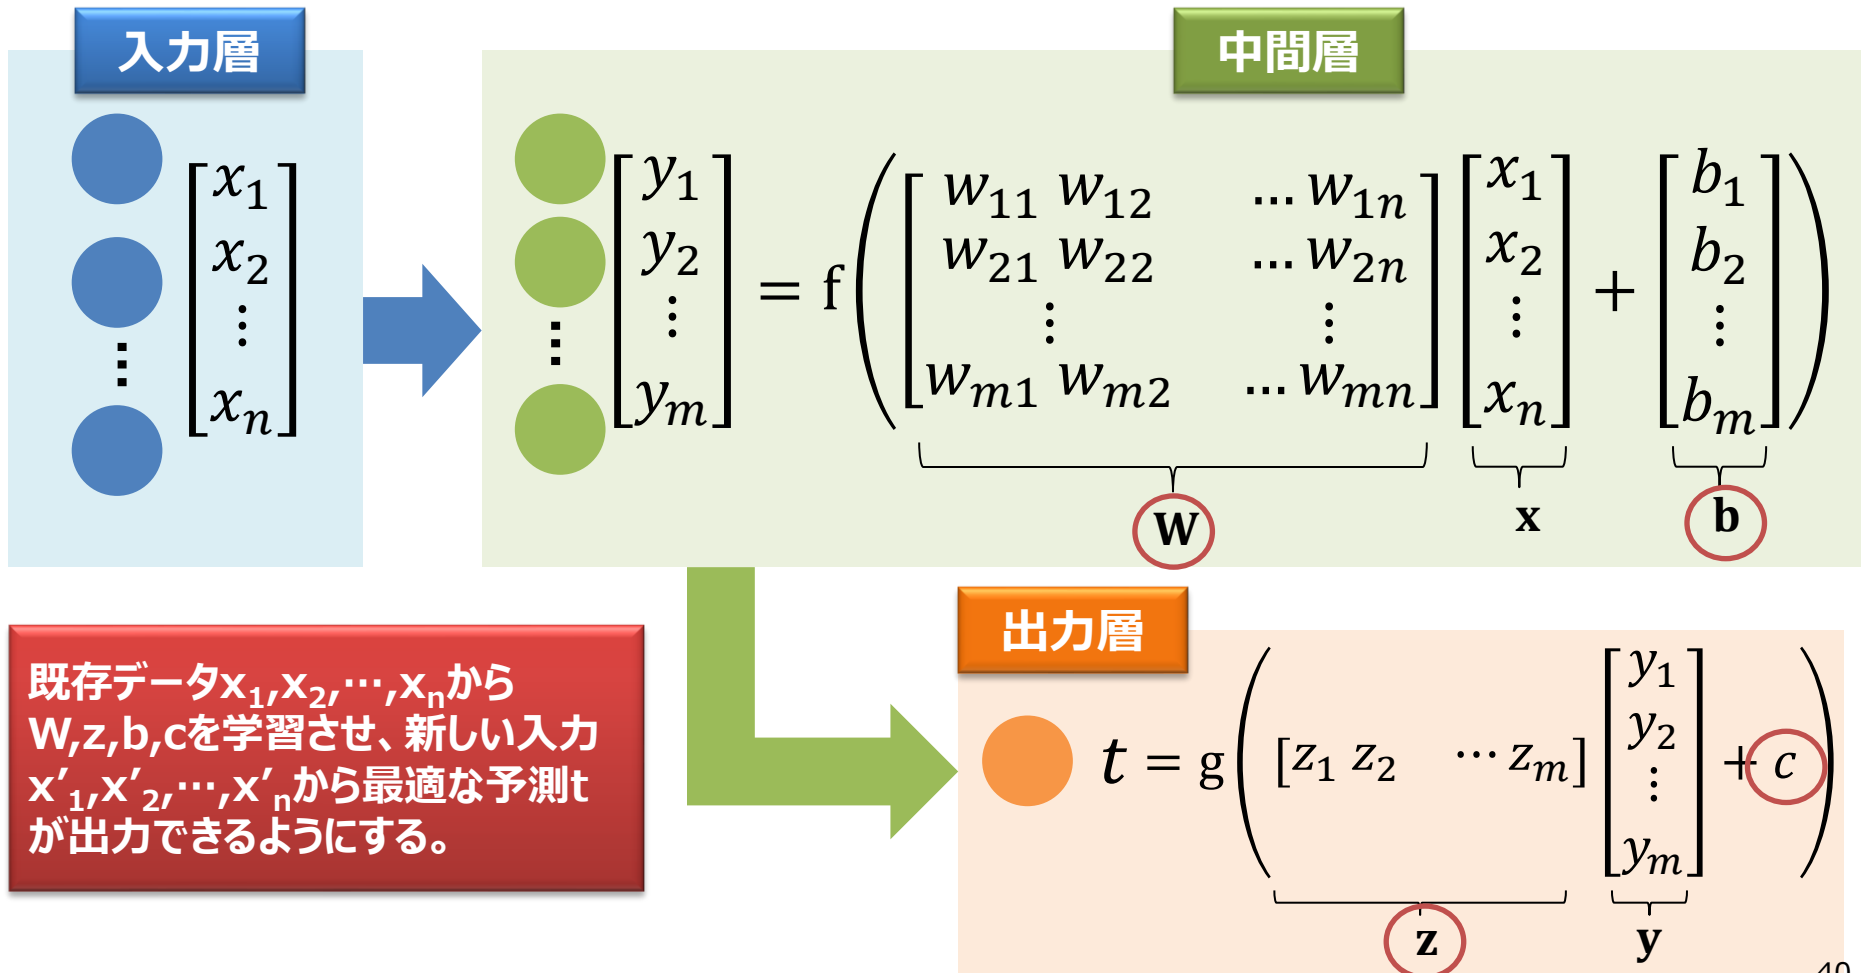 入力層
x₁
x₂
⋮
xₙ
中間層
[y₁ y₂ ⋮ yₘ] = f([w₁₁ w₁₂ … w₁ₙ
w₂₁ w₂₂ … w₂ₙ
⋮ ⋮
wₘ₁ wₘ₂ … wₘₙ] [x₁ x₂ ⋮ xₙ] + [b₁ b₂ ⋮ bₘ])
W x b
既存データx₁,x₂,…,xₙから
W,z,b,cを学習させ、新しい入力
x′₁,x′₂,…,x′ₙから最適な予測t
が出力できるようにする。
出力層
t = g([z₁ z₂ ⋯ zₘ] [y₁ y₂ ⋮ yₘ] + c)
z y
40